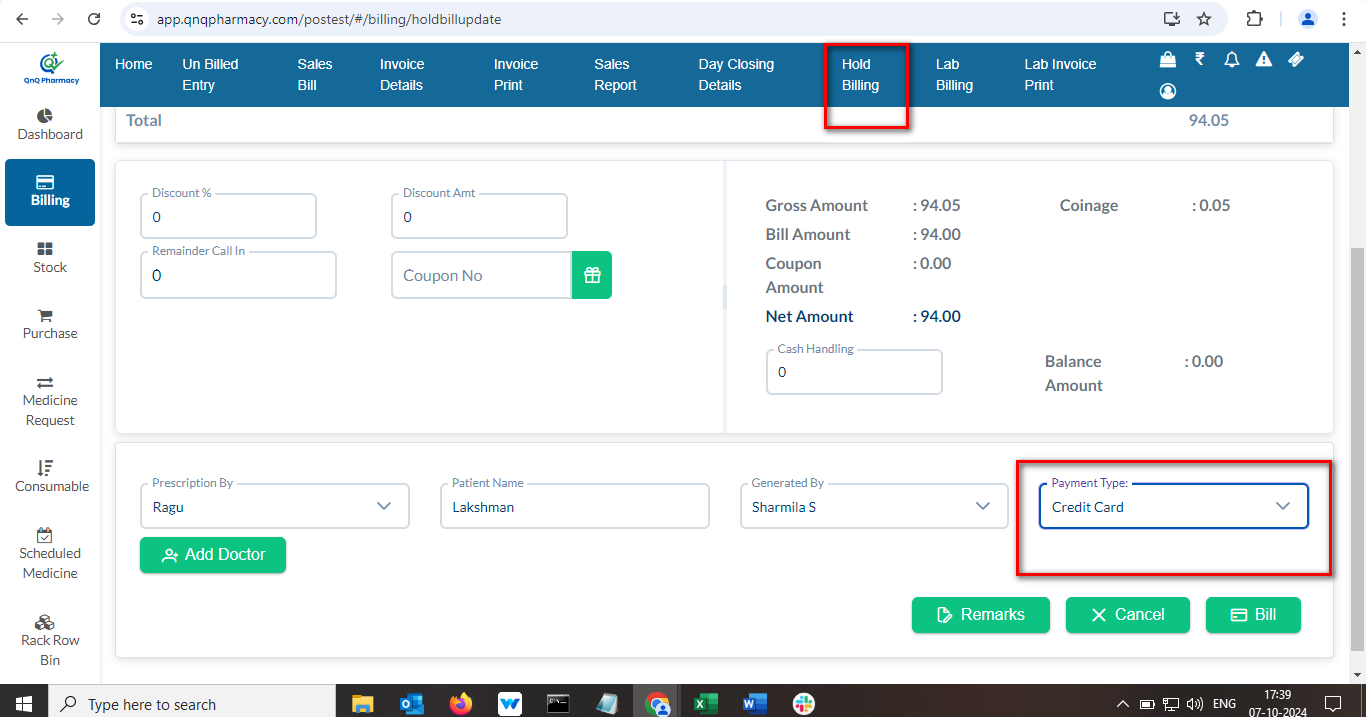 app.qnqpharmacy.com/postest/#/billing/holdbillupdate
QnQ Pharmacy
Home
Un Billed
Entry
Sales
Bill
Invoice
Details
Invoice
Print
Sales
Report
Day Closing
Details
Hold
Billing
Lab
Billing
Lab Invoice
Print
Dashboard
Billing
Stock
Purchase
Medicine
Request
Consumable
Scheduled
Medicine
Rack Row
Bin
Total 94.05
Discount %
0
Discount Amt
0
Remainder Call In
0
Coupon No
Gross Amount : 94.05
Coinage : 0.05
Bill Amount : 94.00
Coupon
Amount : 0.00
Net Amount : 94.00
Cash Handling
0
Balance
Amount : 0.00
Prescription By
Ragu
Patient Name
Lakshman
Generated By
Sharmila S
Payment Type:
Credit Card
Add Doctor
Remarks
Cancel
Bill
Type here to search
ENG
17:39
07-10-2024